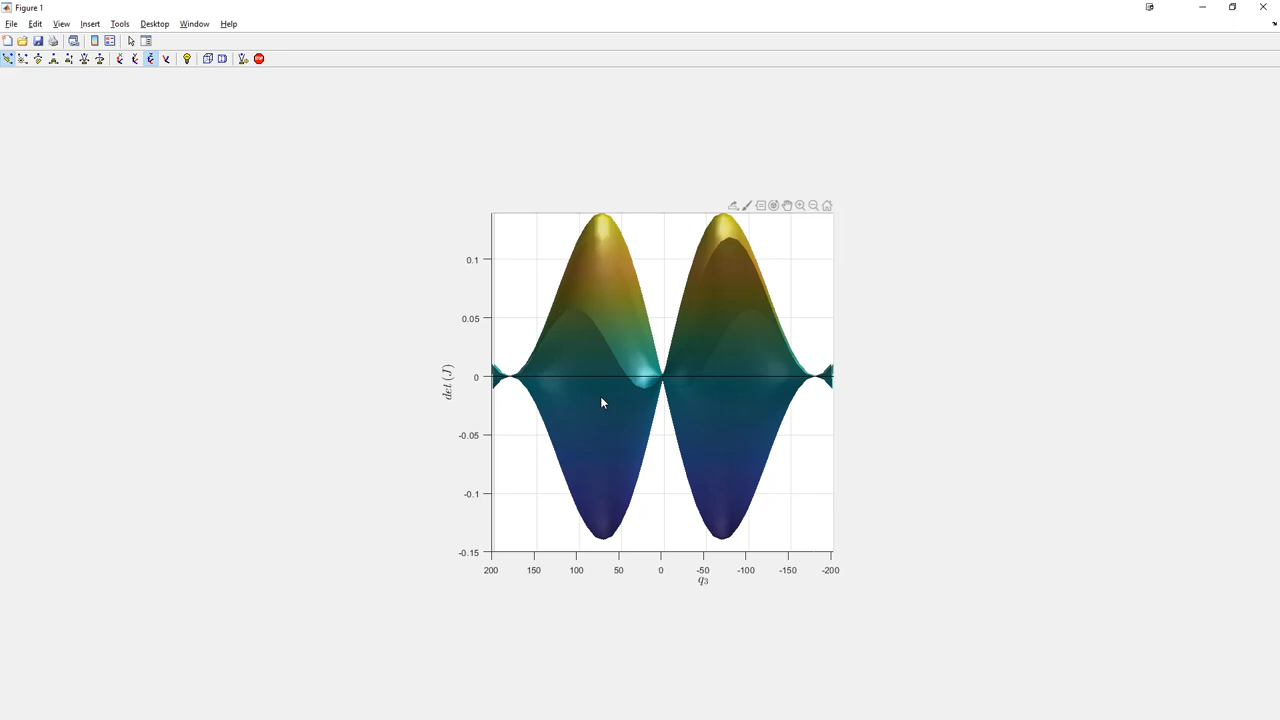 Figure 1
File Edit View Insert Tools Desktop Window Help
0.1
0.05
0
-0.05
-0.1
-0.15
det (J)
200 150 100 50 0 -50 -100 -150 -200
q3